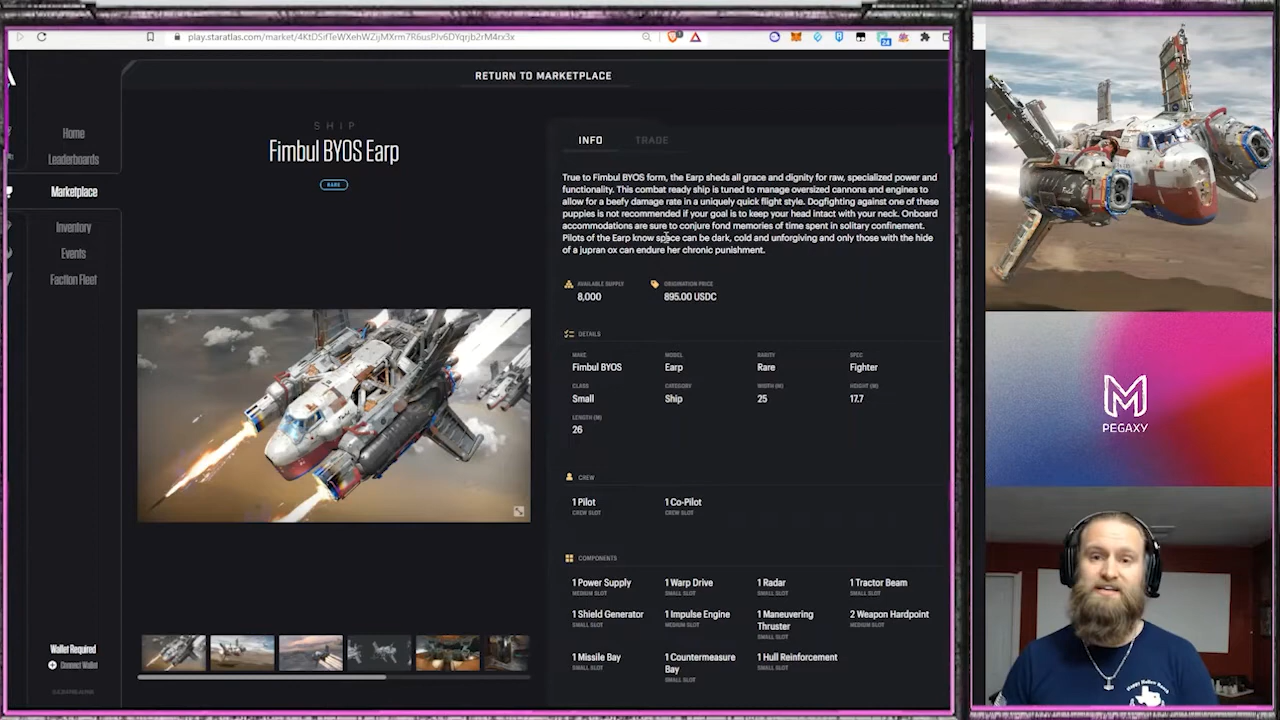 play.staratlas.com/market/4KtDSifTeWXehWZijMXrm7R6usPJv6DYqrjb2rM4rx3x
24
RETURN TO MARKETPLACE
Home
Leaderboards
Marketplace
Inventory
Events
Faction Fleet
Wallet Required
Connect Wallet
SHIP
Fimbul BYOS Earp
RARE
INFO TRADE
True to Fimbul BYOS form, the Earp sheds all grace and dignity for raw, specialized power and
functionality. This combat ready ship is tuned to manage oversized cannons and engines to
allow for a beefy damage rate in a uniquely quick flight style. Dogfighting against one of these
puppies is not recommended if your goal is to keep your head intact with your neck. Onboard
accommodations are sure to conjure fond memories of time spent in solitary confinement.
Pilots of the Earp know space can be dark, cold and unforgiving and only those with the hide
of a jupran ox can endure her chronic punishment.
AVAILABLE SUPPLY ORIGINATION PRICE
8,000 895.00 USDC
DETAILS
MAKE MODEL RARITY SPEC
Fimbul BYOS Earp Rare Fighter
CLASS CATEGORY WIDTH (M) HEIGHT (M)
Small Ship 25 17.7
LENGTH (M)
26
CREW
1 Pilot 1 Co-Pilot
CREW SLOT CREW SLOT
COMPONENTS
1 Power Supply 1 Warp Drive 1 Radar 1 Tractor Beam
MEDIUM SLOT SMALL SLOT SMALL SLOT SMALL SLOT
1 Shield Generator 1 Impulse Engine 1 Maneuvering 2 Weapon Hardpoint
SMALL SLOT MEDIUM SLOT Thruster MEDIUM SLOT
SMALL SLOT
1 Missile Bay 1 Countermeasure 1 Hull Reinforcement
SMALL SLOT Bay SMALL SLOT
SMALL SLOT
PEGAXY